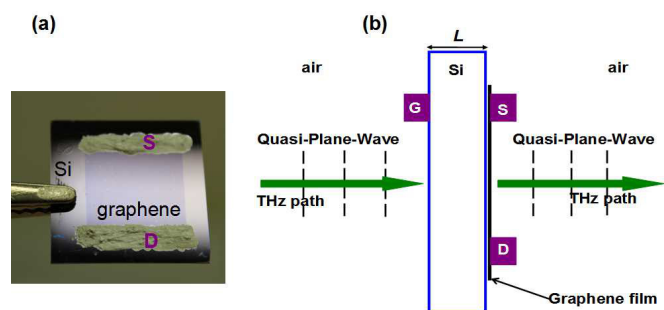 (a)
S
Si
graphene
D
(b)
L
air
Si
air
G
S
Quasi-Plane-Wave
Quasi-Plane-Wave
THz path
THz path
D
Graphene film